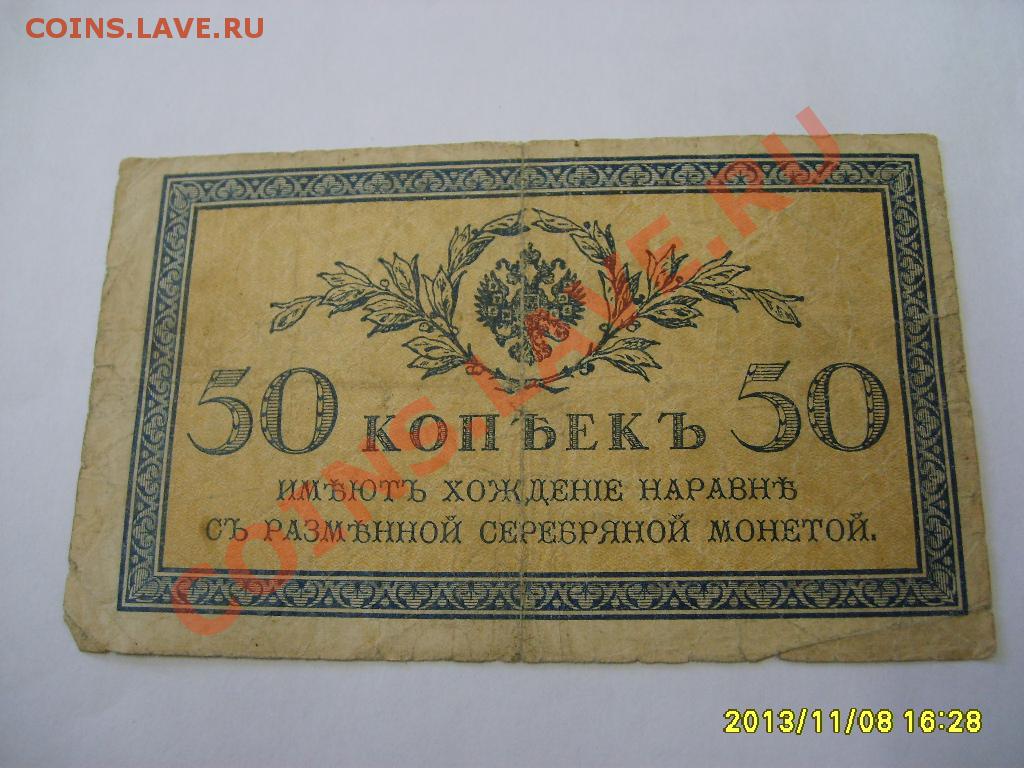 COINS.LAVE.RU
COINS.LAVE.RU
50 КОПѢЕКЪ 50
ИМѢЮТЪ ХОЖДЕНІЕ НАРАВНѢ
СЪ РАЗМѢННОЙ СЕРЕБРЯНОЙ МОНЕТОЙ.
2013/11/08 16:28